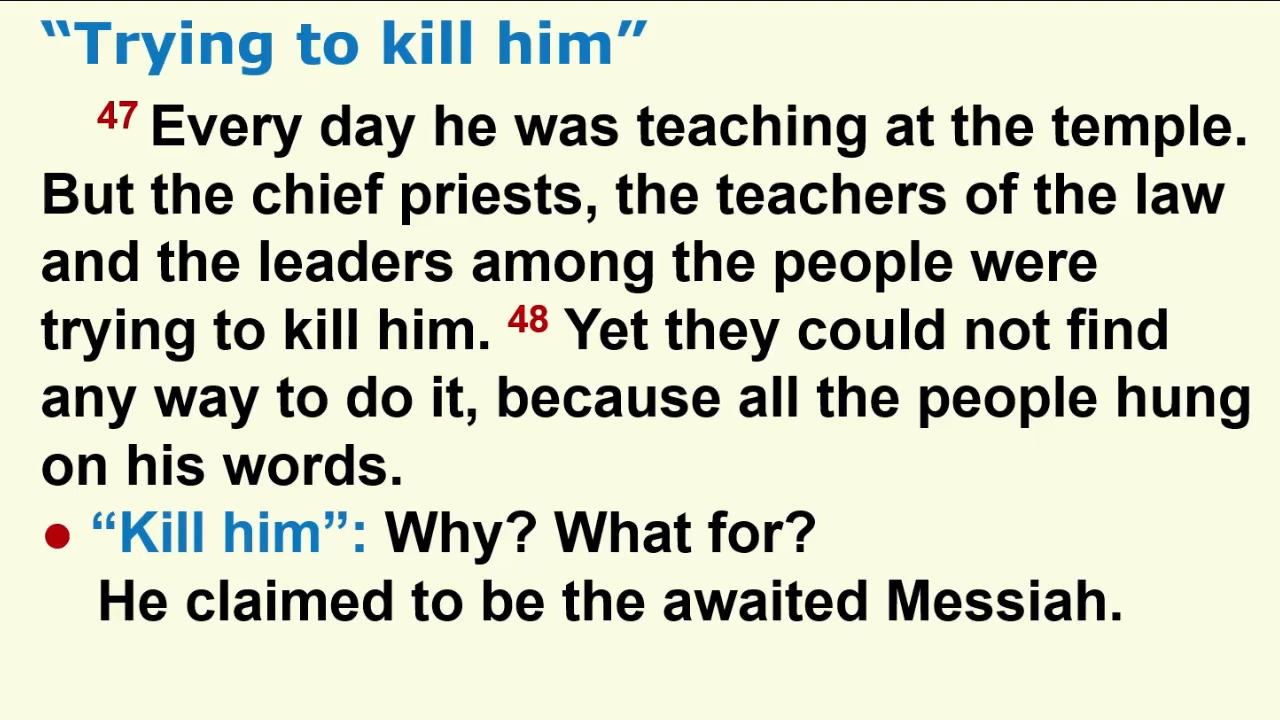 “Trying to kill him”
47 Every day he was teaching at the temple.
But the chief priests, the teachers of the law
and the leaders among the people were
trying to kill him. 48 Yet they could not find
any way to do it, because all the people hung
on his words.
● “Kill him”: Why? What for?
He claimed to be the awaited Messiah.